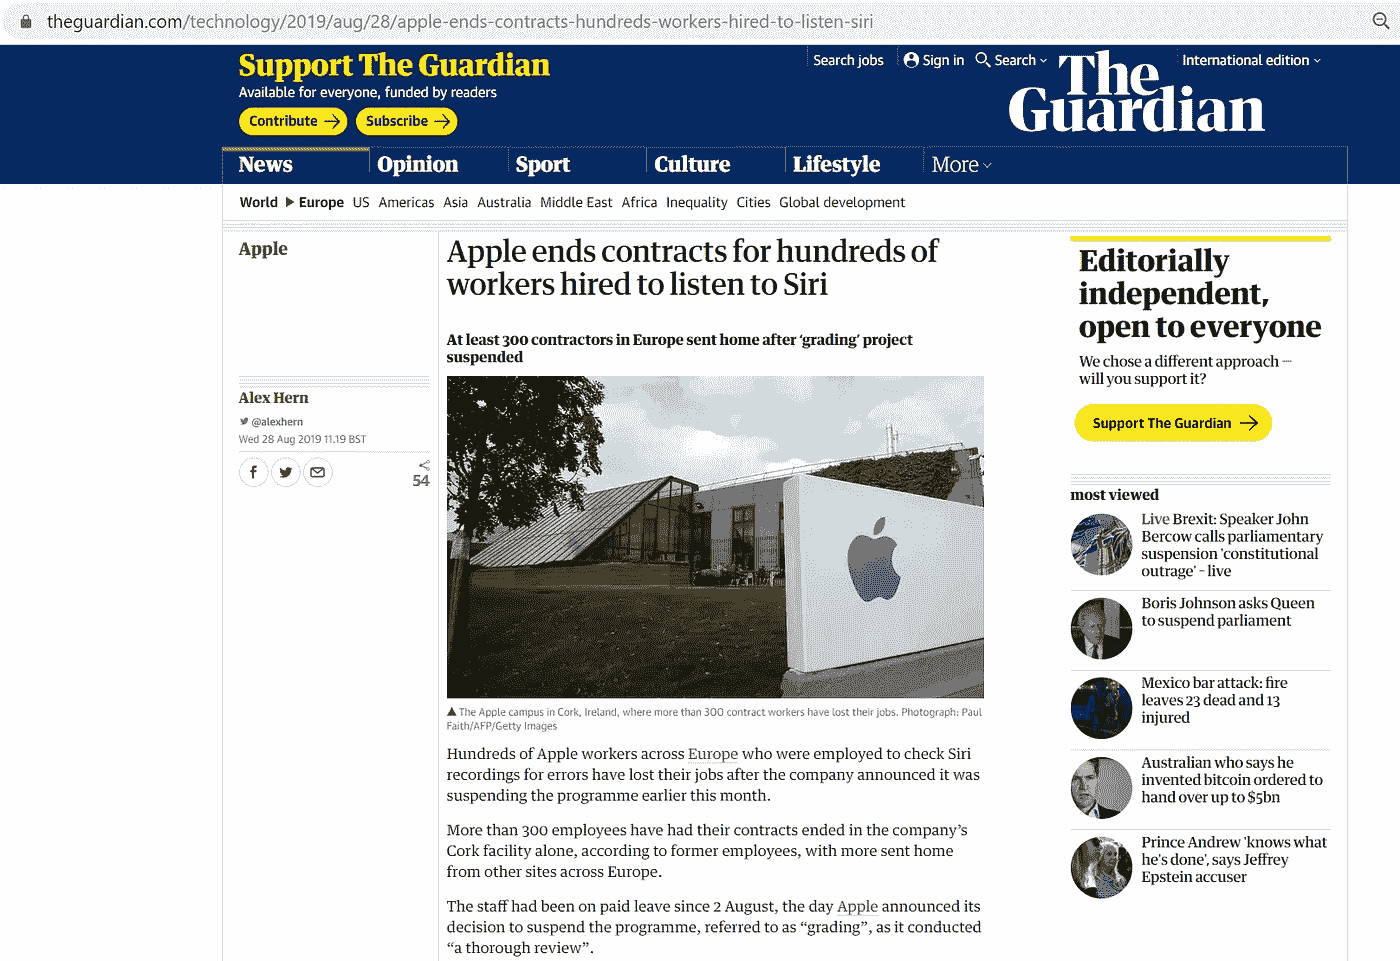 theguardian.com/technology/2019/aug/28/apple-ends-contracts-hundreds-workers-hired-to-listen-siri
Support The Guardian
Available for everyone, funded by readers
Contribute
Subscribe
Search jobs
Sign in
Search
International edition
The
Guardian
News
Opinion
Sport
Culture
Lifestyle
More
World
Europe
US
Americas
Asia
Australia
Middle East
Africa
Inequality
Cities
Global development
Apple
Alex Hern
@alexhern
Wed 28 Aug 2019 11.19 BST
54
Apple ends contracts for hundreds of
workers hired to listen to Siri
At least 300 contractors in Europe sent home after ‘grading’ project
suspended
The Apple campus in Cork, Ireland, where more than 300 contract workers have lost their jobs. Photograph: Paul
Faith/AFP/Getty Images
Hundreds of Apple workers across Europe who were employed to check Siri
recordings for errors have lost their jobs after the company announced it was
suspending the programme earlier this month.
More than 300 employees have had their contracts ended in the company’s
Cork facility alone, according to former employees, with more sent home
from other sites across Europe.
The staff had been on paid leave since 2 August, the day Apple announced its
decision to suspend the programme, referred to as “grading”, as it conducted
“a thorough review”.
Editorially
independent,
open to everyone
We chose a different approach —
will you support it?
Support The Guardian
most viewed
Live Brexit: Speaker John
Bercow calls parliamentary
suspension 'constitutional
outrage' – live
Boris Johnson asks Queen
to suspend parliament
Mexico bar attack: fire
leaves 23 dead and 13
injured
Australian who says he
invented bitcoin ordered to
hand over up to $5bn
Prince Andrew 'knows what
he's done', says Jeffrey
Epstein accuser